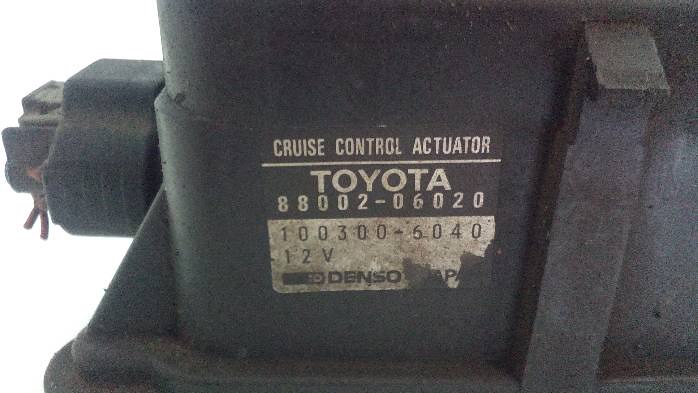 CRUISE CONTROL ACTUATOR
TOYOTA
88002-06020
100300-6040
12V
DENSO